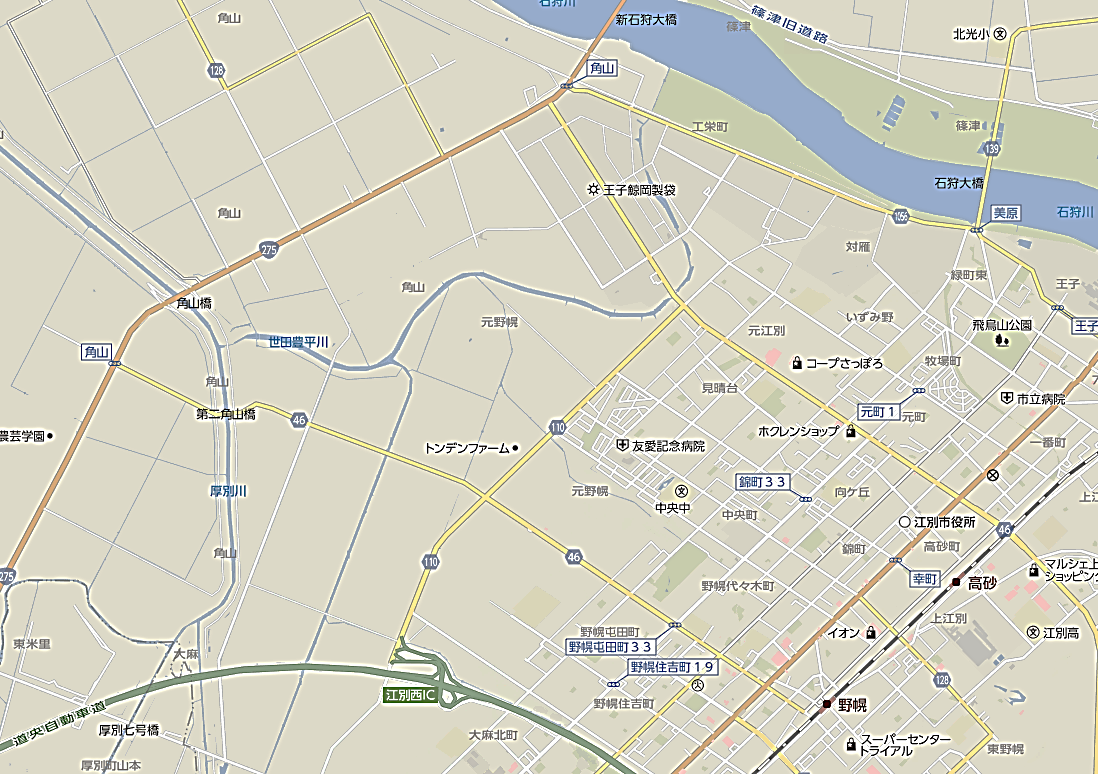 石狩川
新石狩大橋
篠津
篠津旧道路
北光小
角山
128
角山
工栄町
篠津
139
石狩大橋
王子鯨岡製袋
角山
1056
美原
石狩川
275
対雁
緑町東
王子
角山
元野幌
角山橋
いずみ野
飛鳥山公園
元江別
世田豊平川
角山
コープさっぽろ
牧場町
角山
見晴台
市立病院
第二角山橋
46
元町1
元町
農芸学園
110
ホクレンショップ
一番町
トンデンファーム
友愛記念病院
錦町33
向ケ丘
元野幌
厚別川
中央中
中央町
江別市役所
46
角山
錦町
高砂町
110
46
275
幸町
高砂
マルシェ上
ショッピング
野幌代々木町
東米里
大麻
野幌屯田町
野幌屯田町33
イオン
上江別
江別高
野幌住吉町19
128
江別西IC
野幌住吉町
野幌
道央自動車道
厚別七号橋
大麻北町
スーパーセンター
トライアル
東野幌
厚別町山本